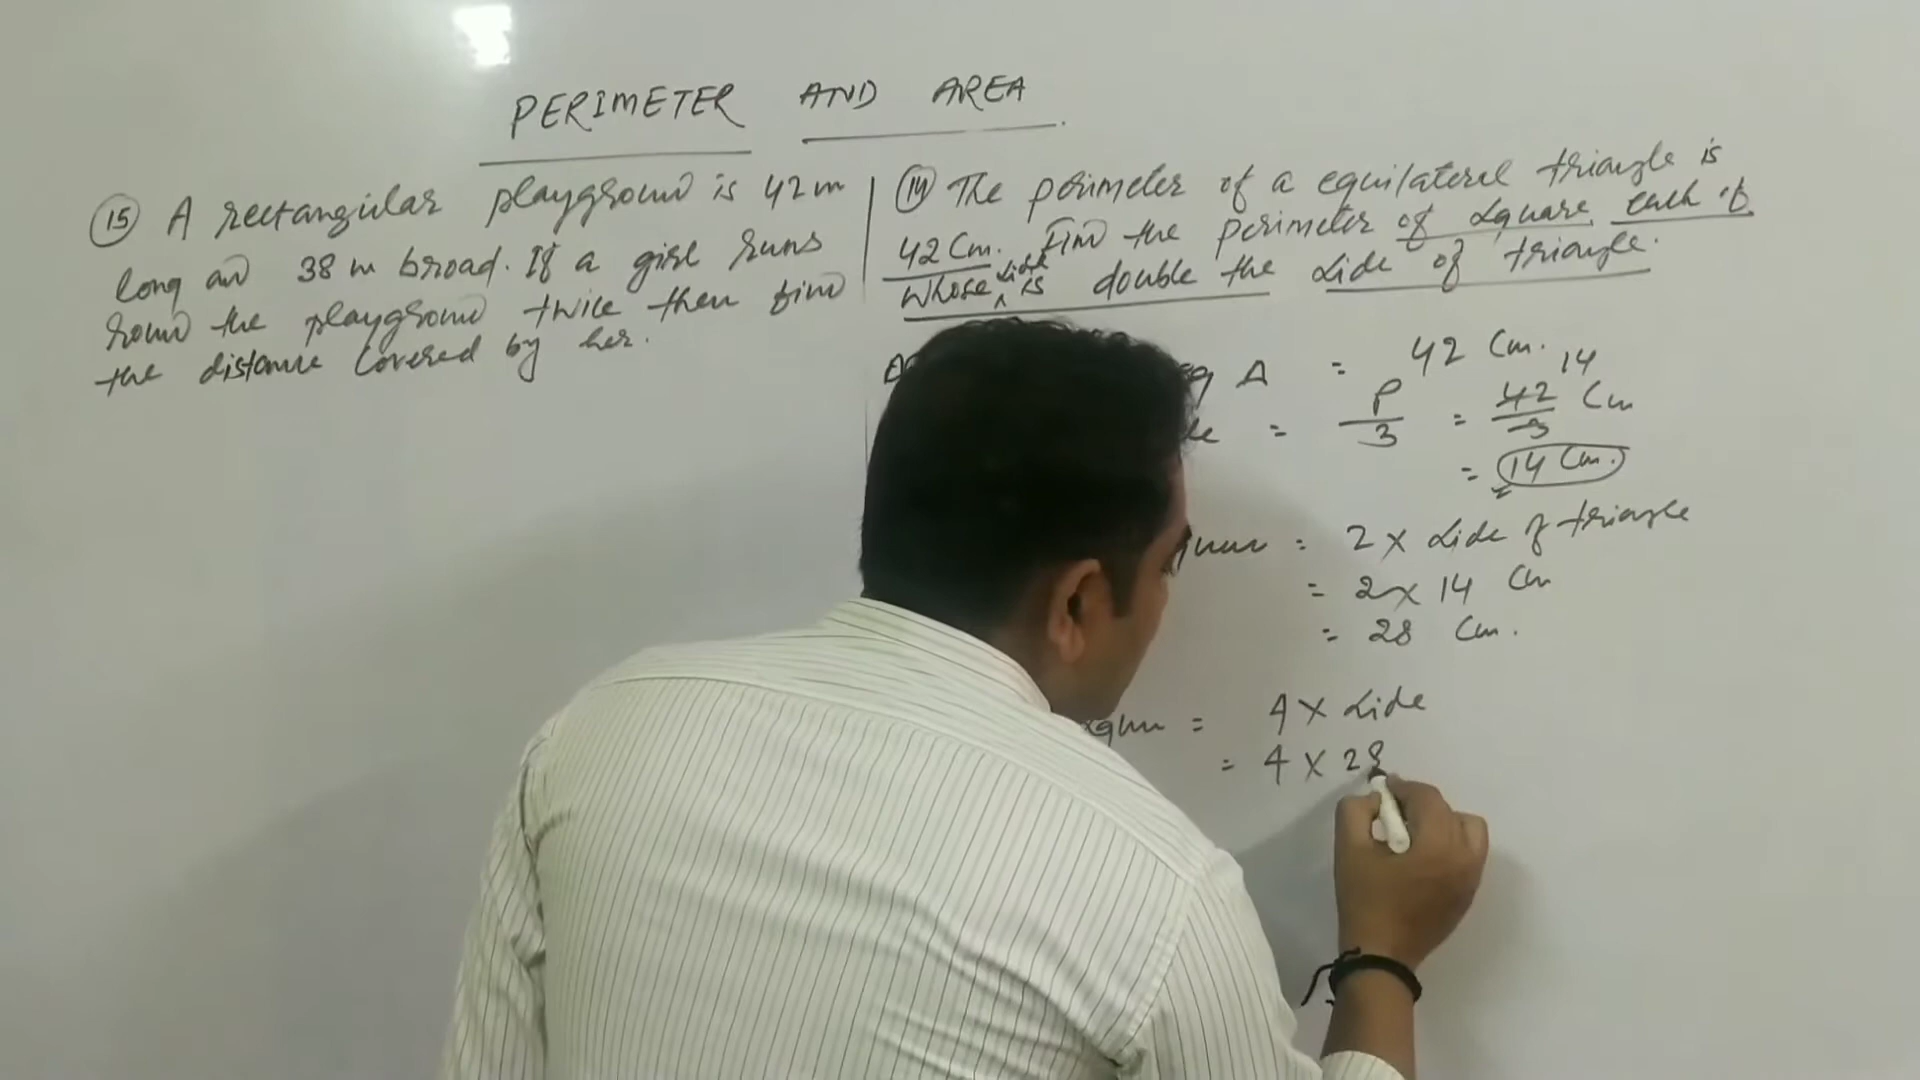 PERIMETER AND AREA
(15) A rectangular playground is 42 m
long and 38 m broad. If a girl runs
round the playground twice then find
the distance covered by her.
(14) The perimeter of a equilateral triangle is
42 Cm. Find the perimeter of square each of
whose side is double the side of triangle.
eq Δ = 42 Cm.
= P/3 = 42/3 Cm 14
= 14 Cm.
= 2 × side of triangle
= 2 × 14 Cm
= 28 Cm.
= 4 × side
= 4 × 28